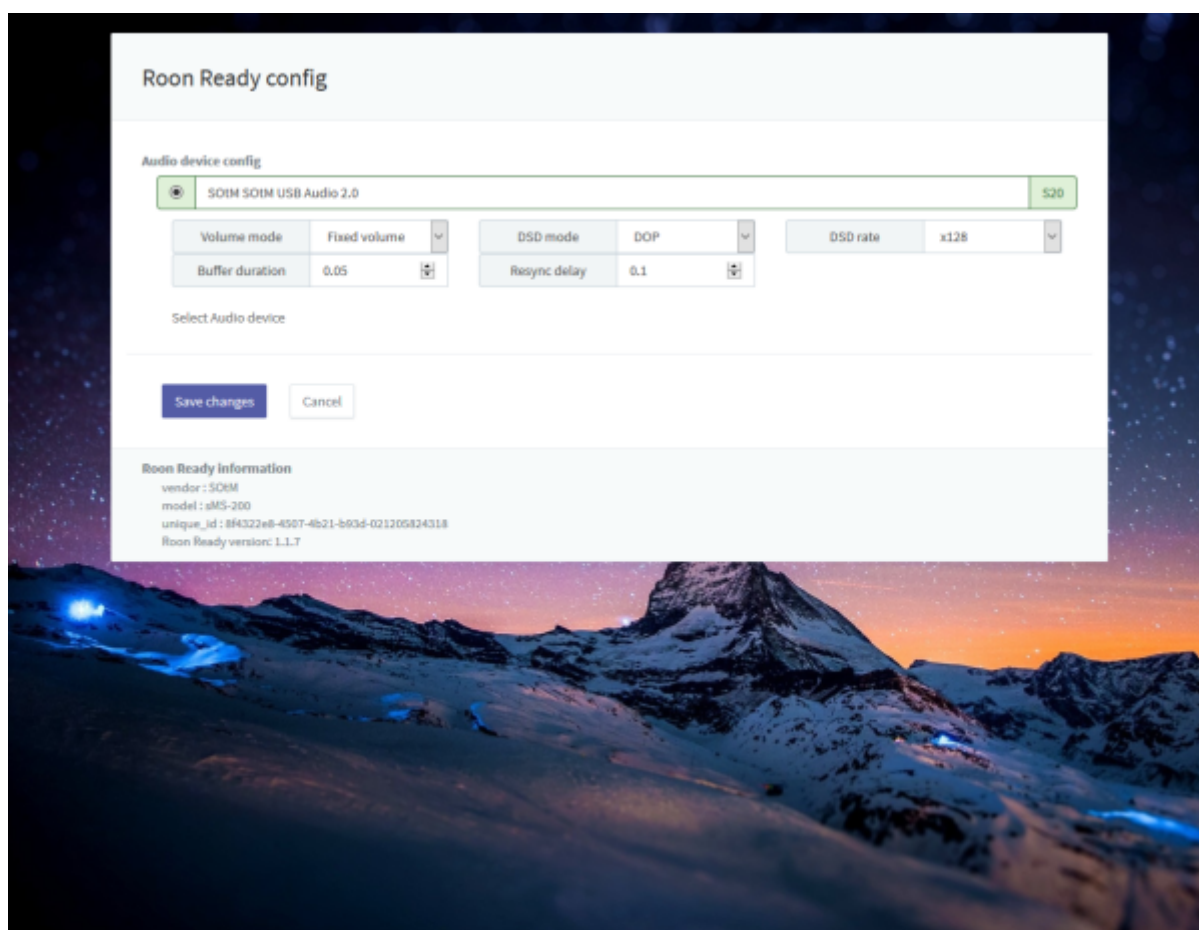 Roon Ready config
Audio device config
SOtM SOtM USB Audio 2.0 S20
Volume mode Fixed volume DSD mode DOP DSD rate x128
Buffer duration 0.05 Resync delay 0.1
Select Audio device
Save changes Cancel
Roon Ready information
vendor : SOtM
model : sMS-200
unique_id : 8f4322e8-4507-4b21-b93d-021205824318
Roon Ready version: 1.1.7